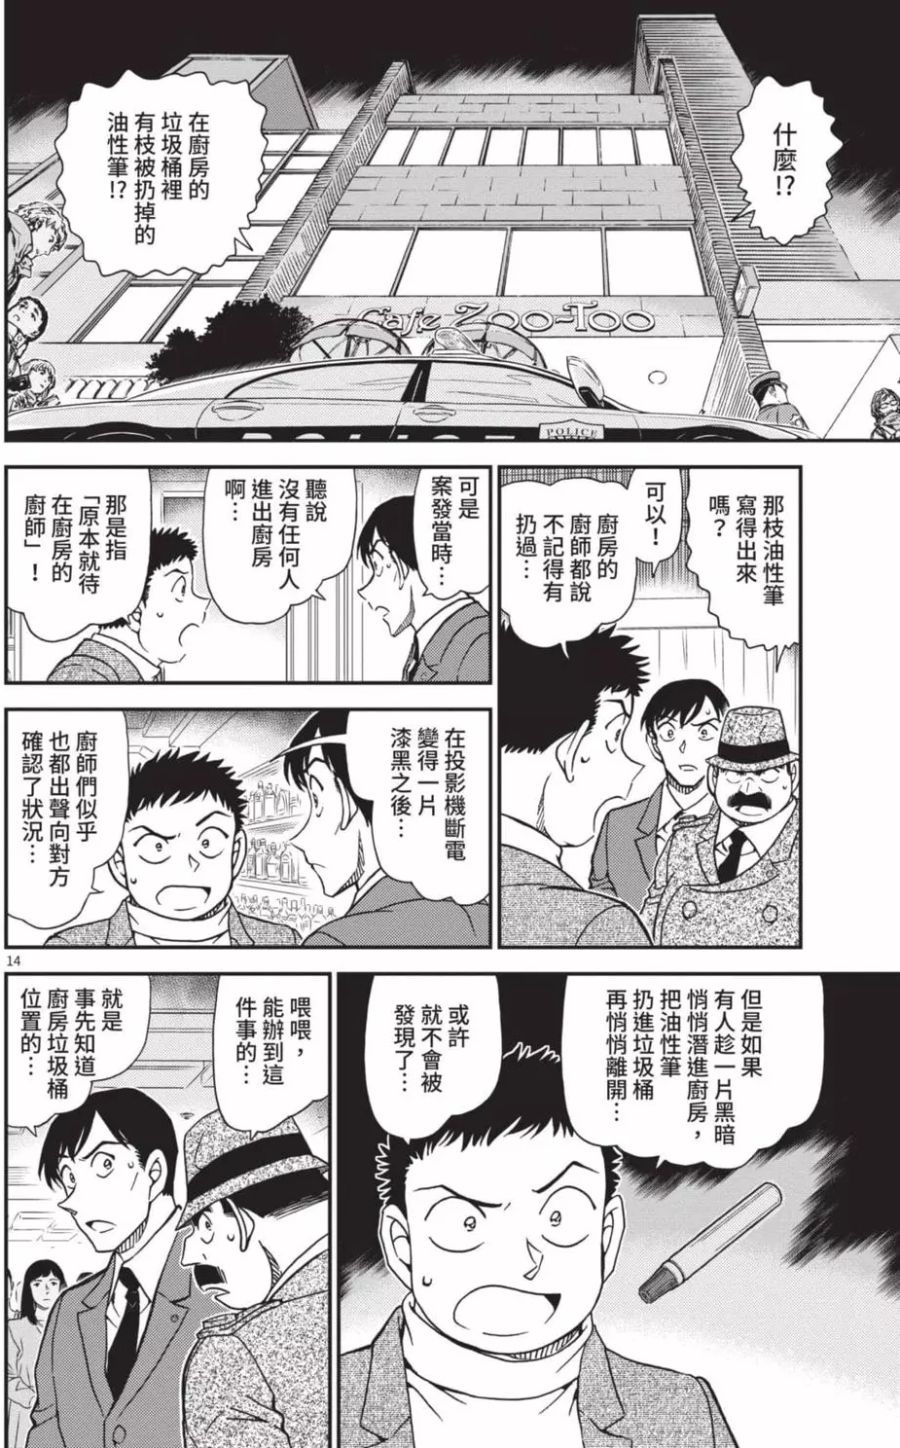 什麼!?
在廚房的
垃圾桶裡
有枝被扔掉的
油性筆!?
Cafe Zoo-Too
POLICE
POLICE
那枝油性筆
寫得出來
嗎？
可以！
廚房的
廚師都說
不記得有
扔過…
可是
案發當時…
聽說
沒有任何人
進出廚房
啊…
那是指
「原本就待
在廚房的
廚師」！
在投影機斷電
變得一片
漆黑之後…
廚師們似乎
也都出聲向對方
確認了狀況…
14
但是如果
有人趁一片黑暗
悄悄潛進廚房，
把油性筆
扔進垃圾桶
再悄悄離開…
或許
就不會被
發現了…
喂喂，
能辦到這
件事的…
就是
事先知道
廚房垃圾桶
位置的…